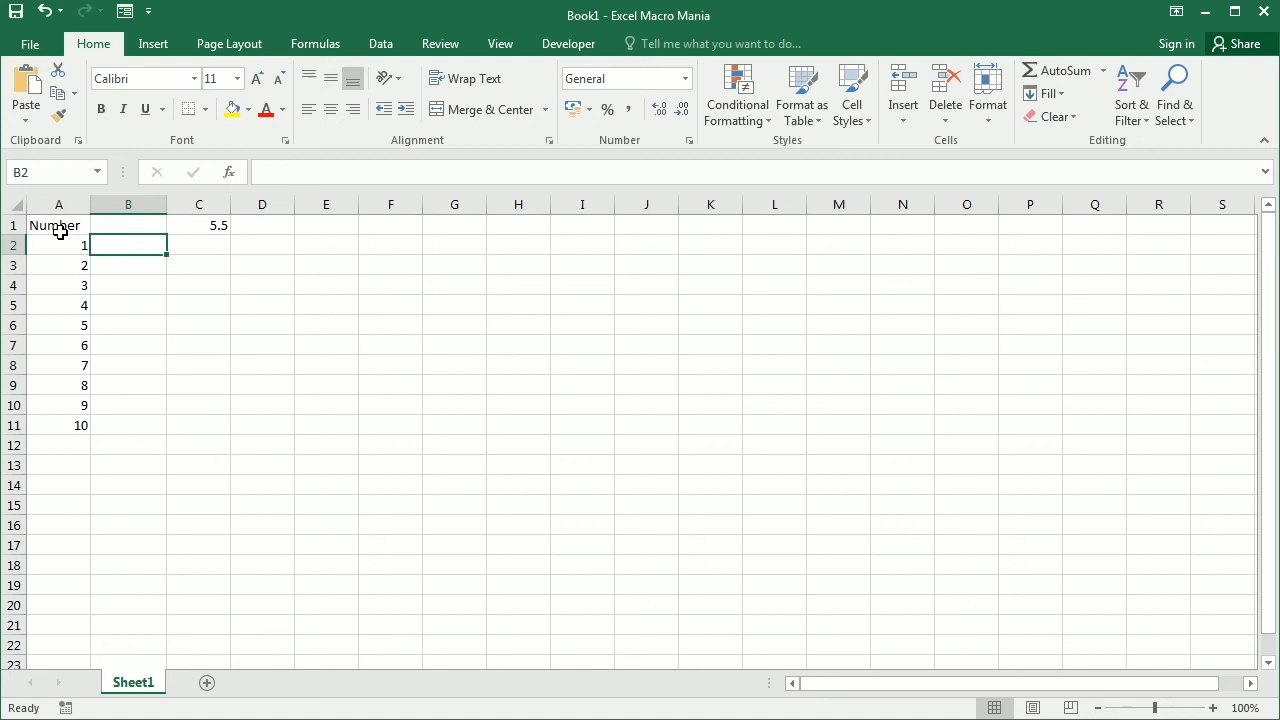 Book1 - Excel Macro Mania
File Home Insert Page Layout Formulas Data Review View Developer Tell me what you want to do... Sign in Share
Paste
Clipboard
Calibri 11
B I U A
Font
Wrap Text
Merge & Center
Alignment
General
%
Number
Conditional Formatting
Format as Table
Cell Styles
Styles
Insert
Delete
Format
Cells
AutoSum
Fill
Clear
Sort & Filter
Find & Select
Editing
B2
fx
A B C D E F G H I J K L M N O P Q R S
1 Number 5.5
2 1
3 2
4 3
5 4
6 5
7 6
8 7
9 8
10 9
11 10
12
13
14
15
16
17
18
19
20
21
22
23
Sheet1
Ready 100%